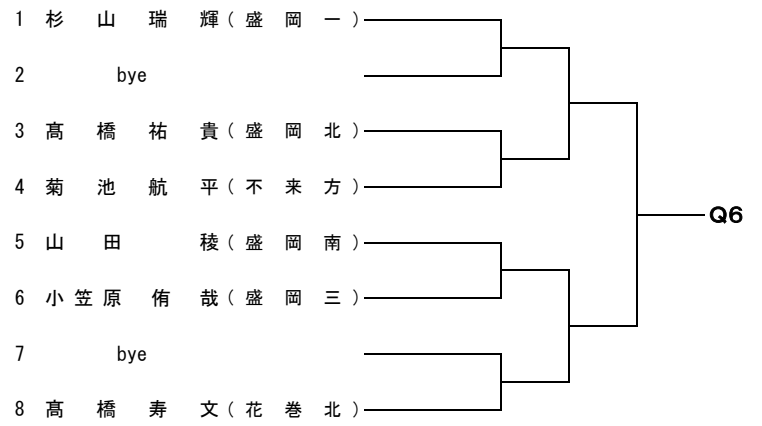 1 杉山瑞輝(盛岡一)
2 bye
3 髙橋祐貴(盛岡北)
4 菊池航平(不来方)
Q6
5 山田稜(盛岡南)
6 小笠原侑哉(盛岡三)
7 bye
8 髙橋寿文(花巻北)